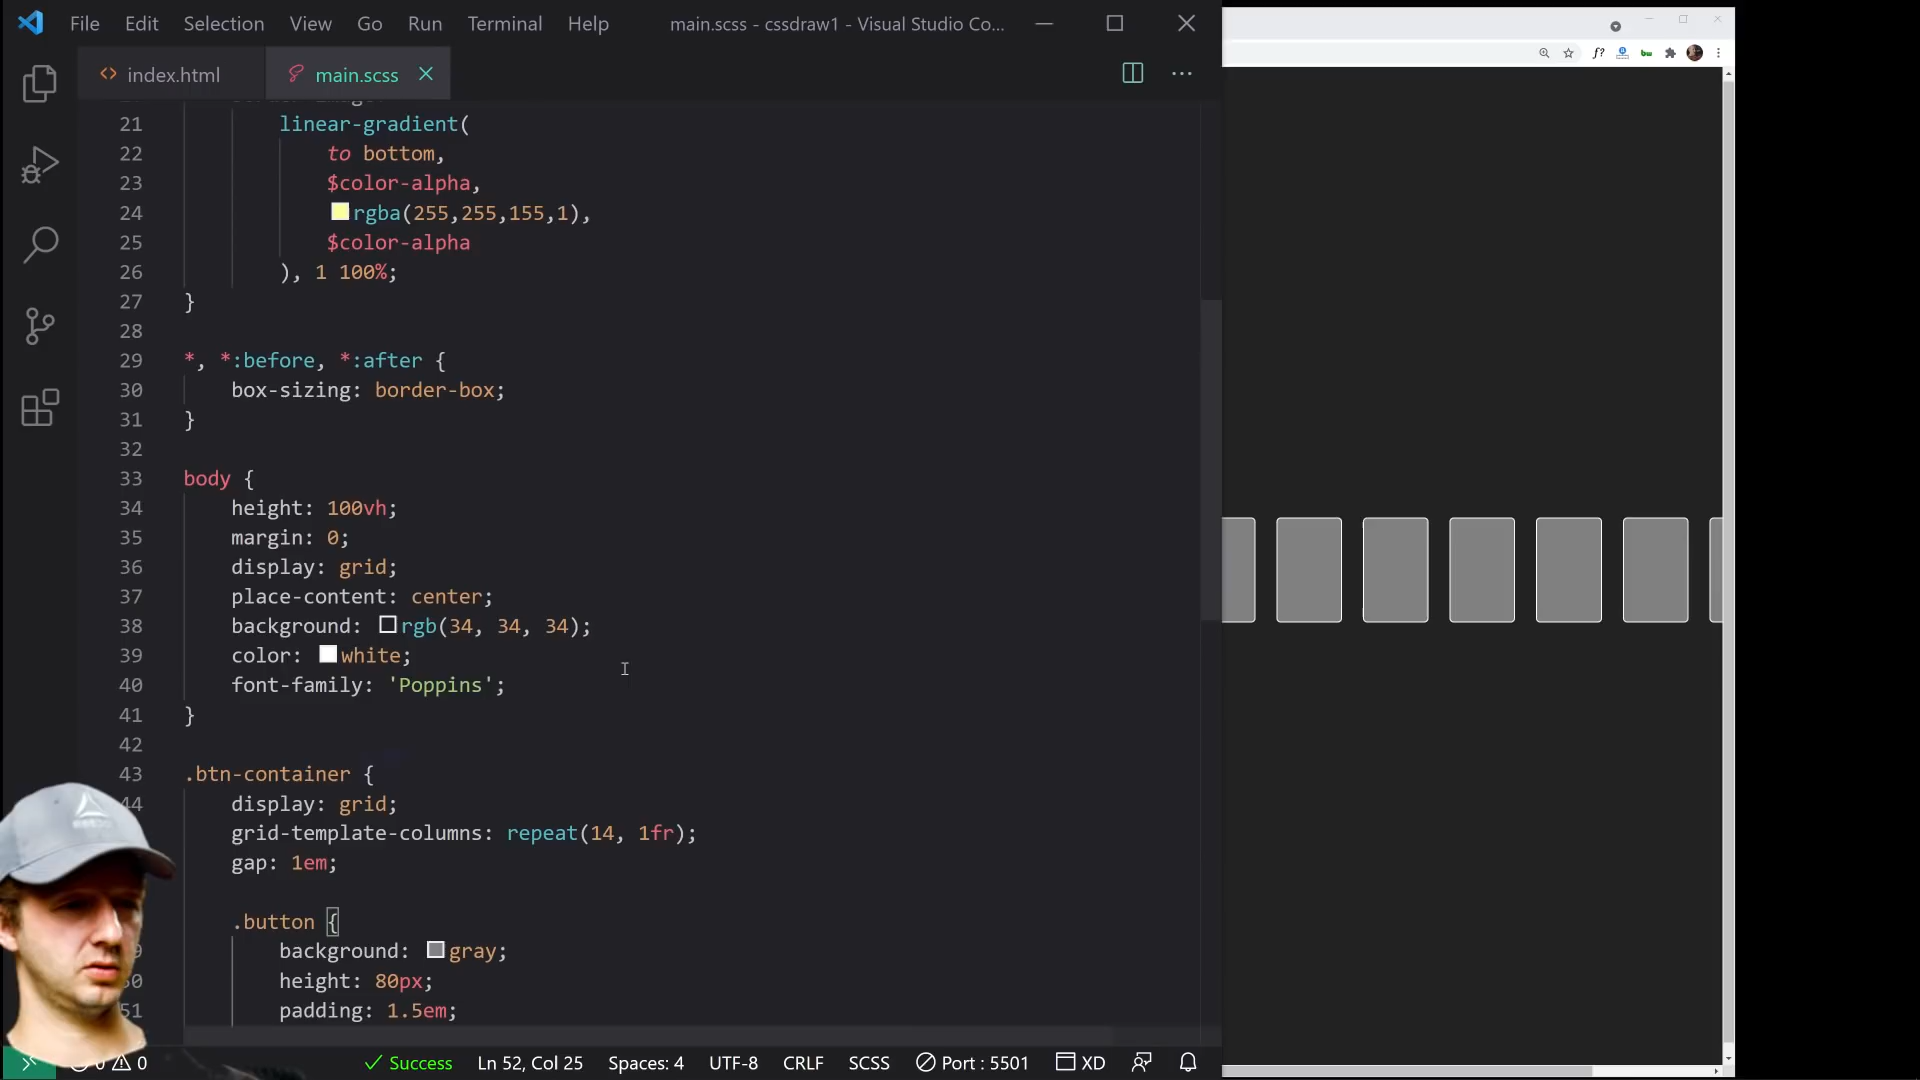 File Edit Selection View Go Run Terminal Help main.scss - cssdraw1 - Visual Studio Co...
index.html main.scss
21 linear-gradient(
22 to bottom,
23 $color-alpha,
24 rgba(255,255,155,1),
25 $color-alpha
26 ), 1 100%;
27 }
28
29 *, *:before, *:after {
30 box-sizing: border-box;
31 }
32
33 body {
34 height: 100vh;
35 margin: 0;
36 display: grid;
37 place-content: center;
38 background: rgb(34, 34, 34);
39 color: white;
40 font-family: 'Poppins';
41 }
42
43 .btn-container {
44 display: grid;
grid-template-columns: repeat(14, 1fr);
gap: 1em;
.button {
background: gray;
height: 80px;
51 padding: 1.5em;
0 Success Ln 52, Col 25 Spaces: 4 UTF-8 CRLF SCSS Port : 5501 XD